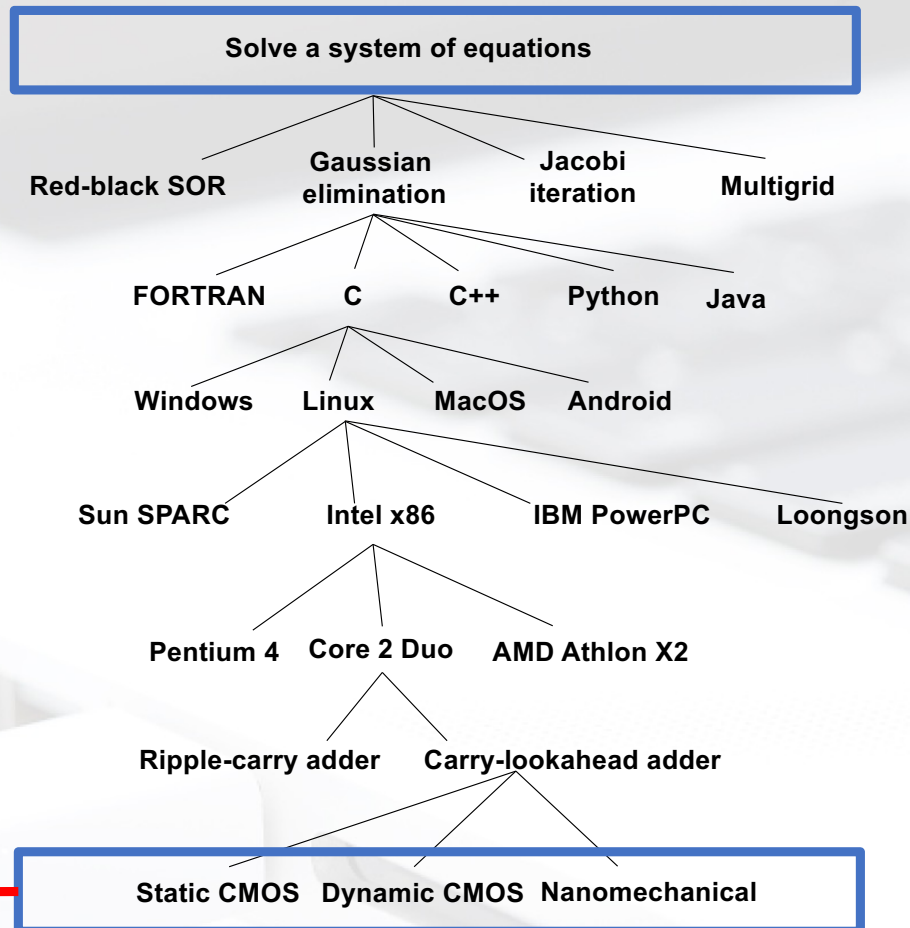 Solve a system of equations
Red-black SOR
Gaussian
elimination
Jacobi
iteration
Multigrid
FORTRAN
C
C++
Python
Java
Windows
Linux
MacOS
Android
Sun SPARC
Intel x86
IBM PowerPC
Loongson
Pentium 4
Core 2 Duo
AMD Athlon X2
Ripple-carry adder
Carry-lookahead adder
Static CMOS
Dynamic CMOS
Nanomechanical